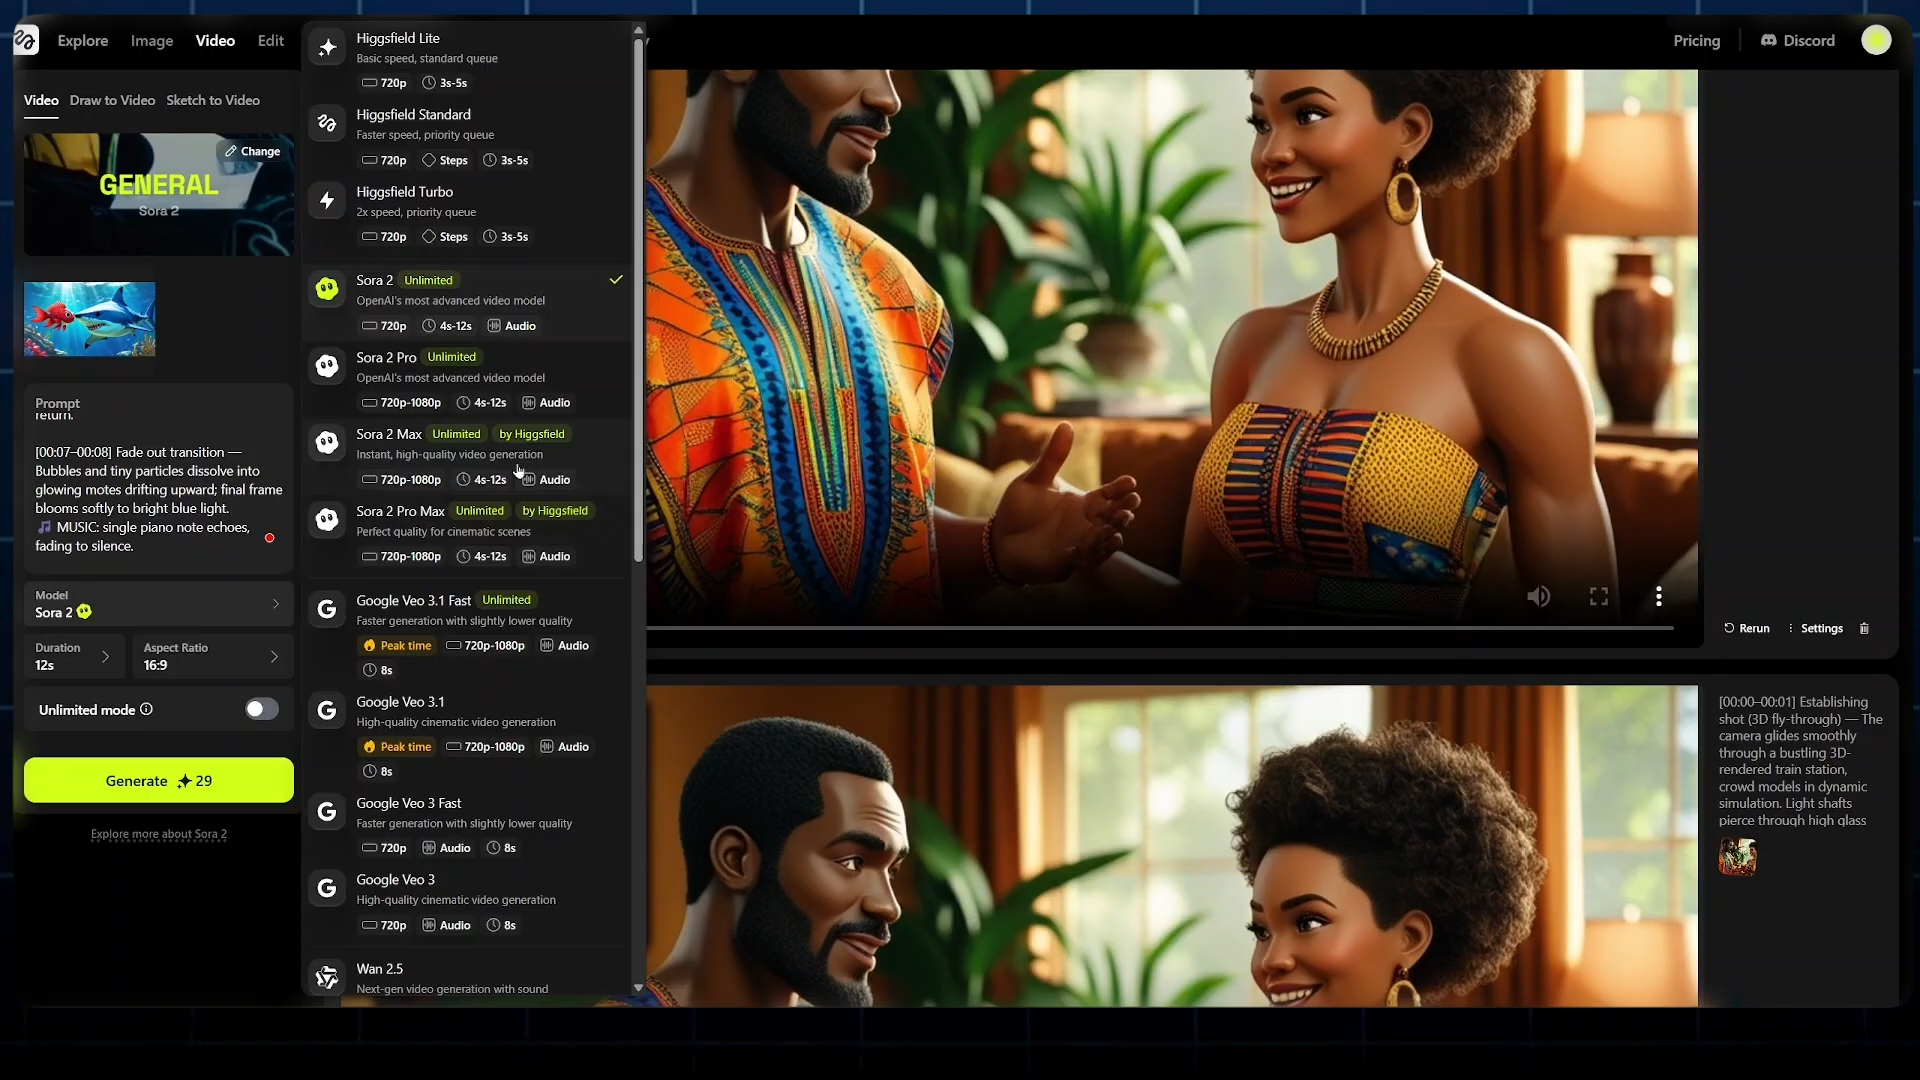 Explore
Image
Video
Edit
Pricing
Discord
Video
Draw to Video
Sketch to Video
Change
GENERAL
Sora 2
Prompt
return.
[00:07–00:08] Fade out transition —
Bubbles and tiny particles dissolve into
glowing motes drifting upward; final frame
blooms softly to bright blue light.
🎵 MUSIC: single piano note echoes,
fading to silence.
Model
Sora 2
Duration
12s
Aspect Ratio
16:9
Unlimited mode
Generate 29
Explore more about Sora 2
Higgsfield Lite
Basic speed, standard queue
720p 3s-5s
Higgsfield Standard
Faster speed, priority queue
720p Steps 3s-5s
Higgsfield Turbo
2x speed, priority queue
720p Steps 3s-5s
Sora 2 Unlimited
OpenAI's most advanced video model
720p 4s-12s Audio
Sora 2 Pro Unlimited
OpenAI's most advanced video model
720p-1080p 4s-12s Audio
Sora 2 Max Unlimited by Higgsfield
Instant, high-quality video generation
720p-1080p 4s-12s Audio
Sora 2 Pro Max Unlimited by Higgsfield
Perfect quality for cinematic scenes
720p-1080p 4s-12s Audio
Google Veo 3.1 Fast Unlimited
Faster generation with slightly lower quality
Peak time 720p-1080p Audio
8s
Google Veo 3.1
High-quality cinematic video generation
Peak time 720p-1080p Audio
8s
Google Veo 3 Fast
Faster generation with slightly lower quality
720p Audio 8s
Google Veo 3
High-quality cinematic video generation
720p Audio 8s
Wan 2.5
Next-gen video generation with sound
Rerun
Settings
[00:00–00:01] Establishing
shot (3D fly-through) — The
camera glides smoothly
through a bustling 3D-
rendered train station,
crowd models in dynamic
simulation. Light shafts
pierce through high glass